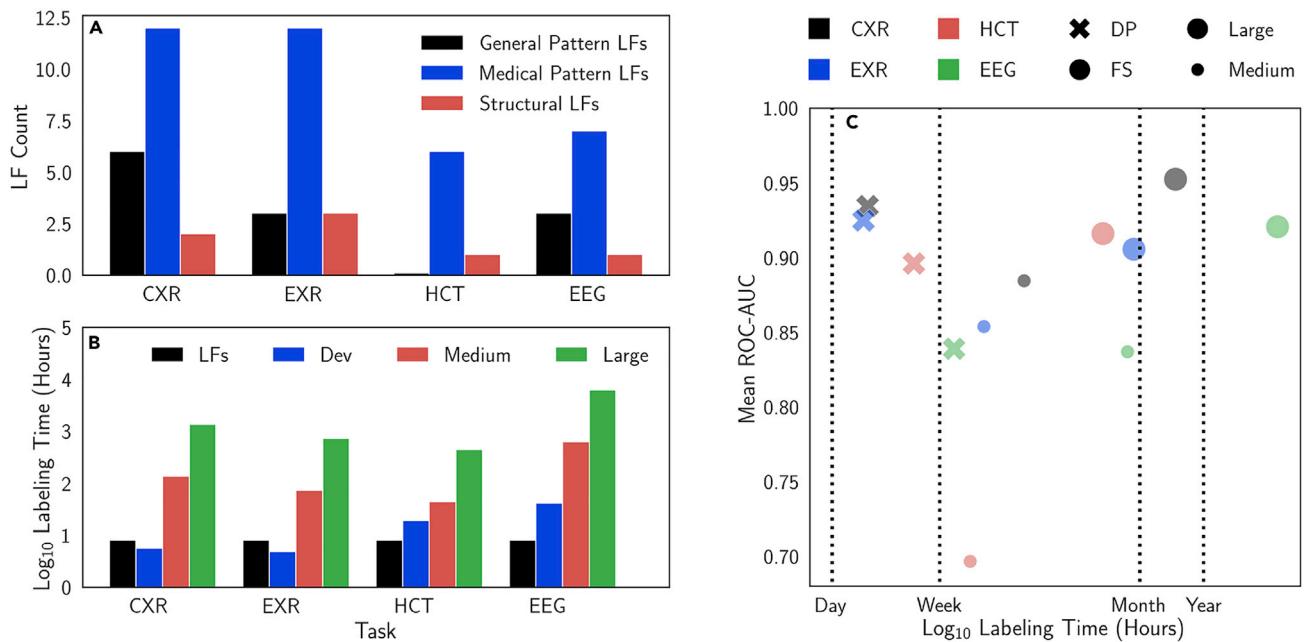 A
LF Count
12.5
10.0
7.5
5.0
2.5
0.0
General Pattern LFs
Medical Pattern LFs
Structural LFs
CXR EXR HCT EEG
B
Log10 Labeling Time (Hours)
5
4
3
2
1
0
LFs Dev Medium Large
CXR EXR HCT EEG
Task
CXR HCT DP Large
EXR EEG FS Medium
C
Mean ROC-AUC
1.00
0.95
0.90
0.85
0.80
0.75
0.70
Day Week Month Year
Log10 Labeling Time (Hours)